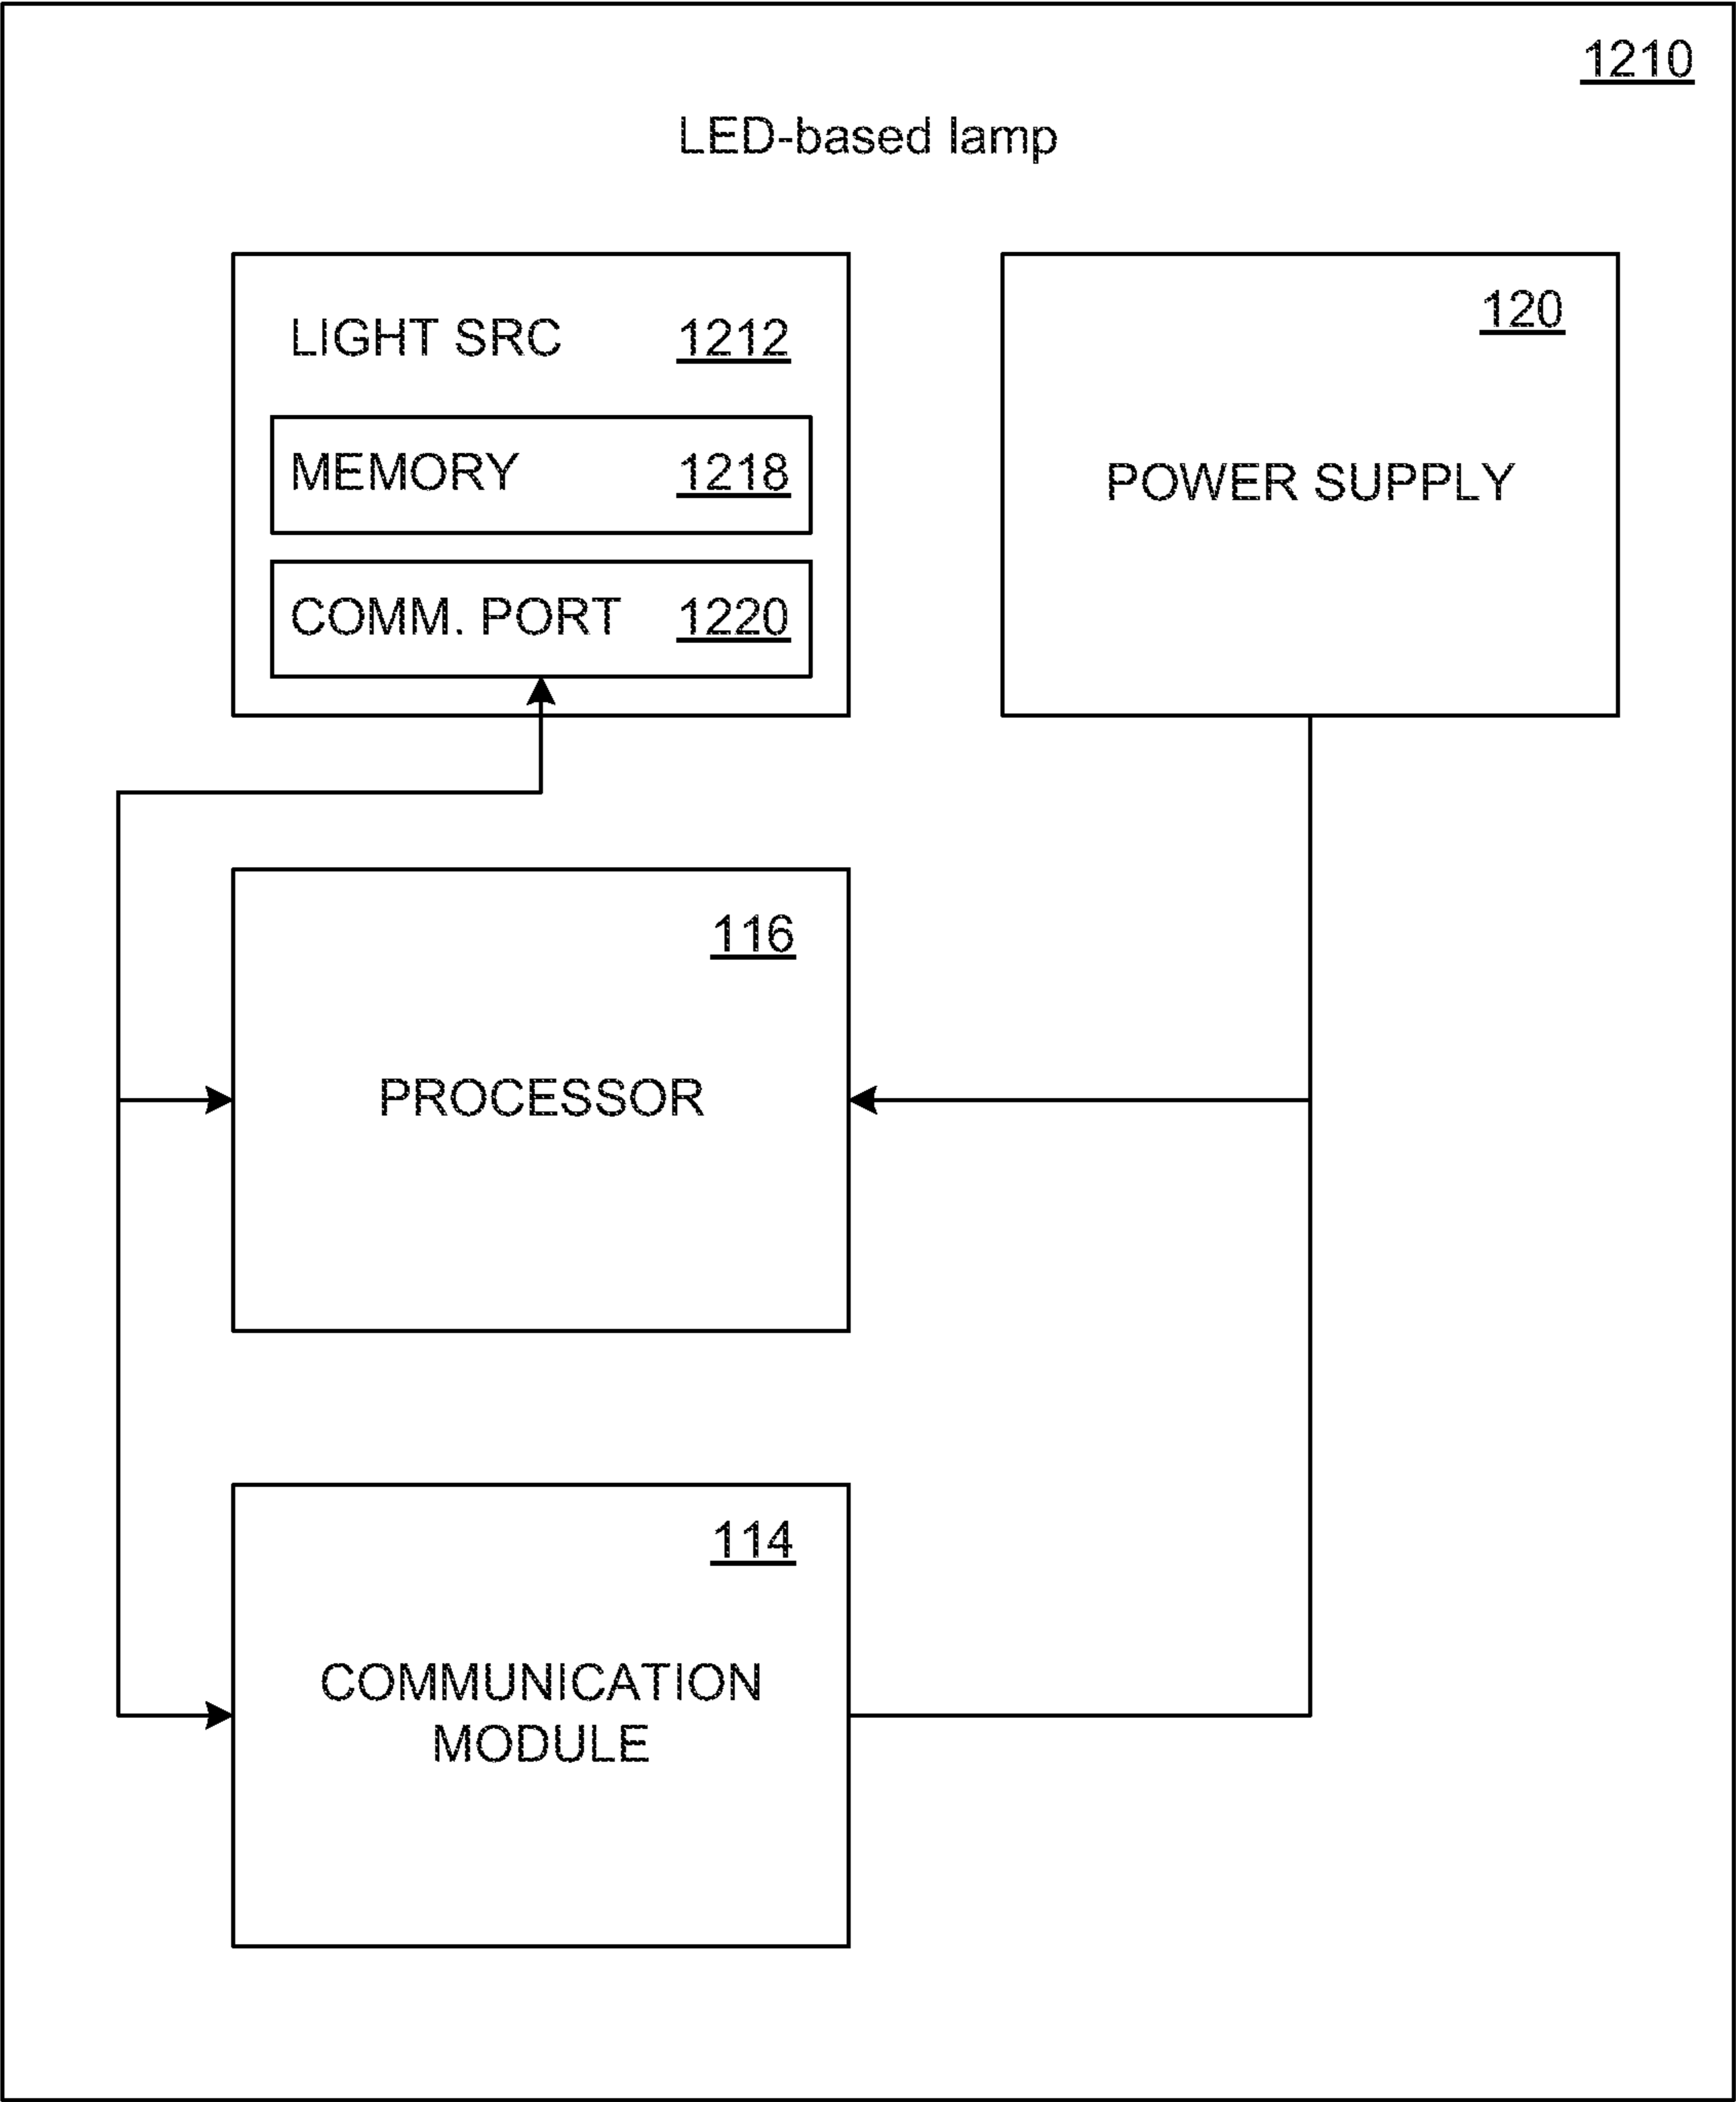 1210
LED-based lamp
LIGHT SRC 1212
MEMORY 1218
COMM. PORT 1220
120
POWER SUPPLY
116
PROCESSOR
114
COMMUNICATION
MODULE